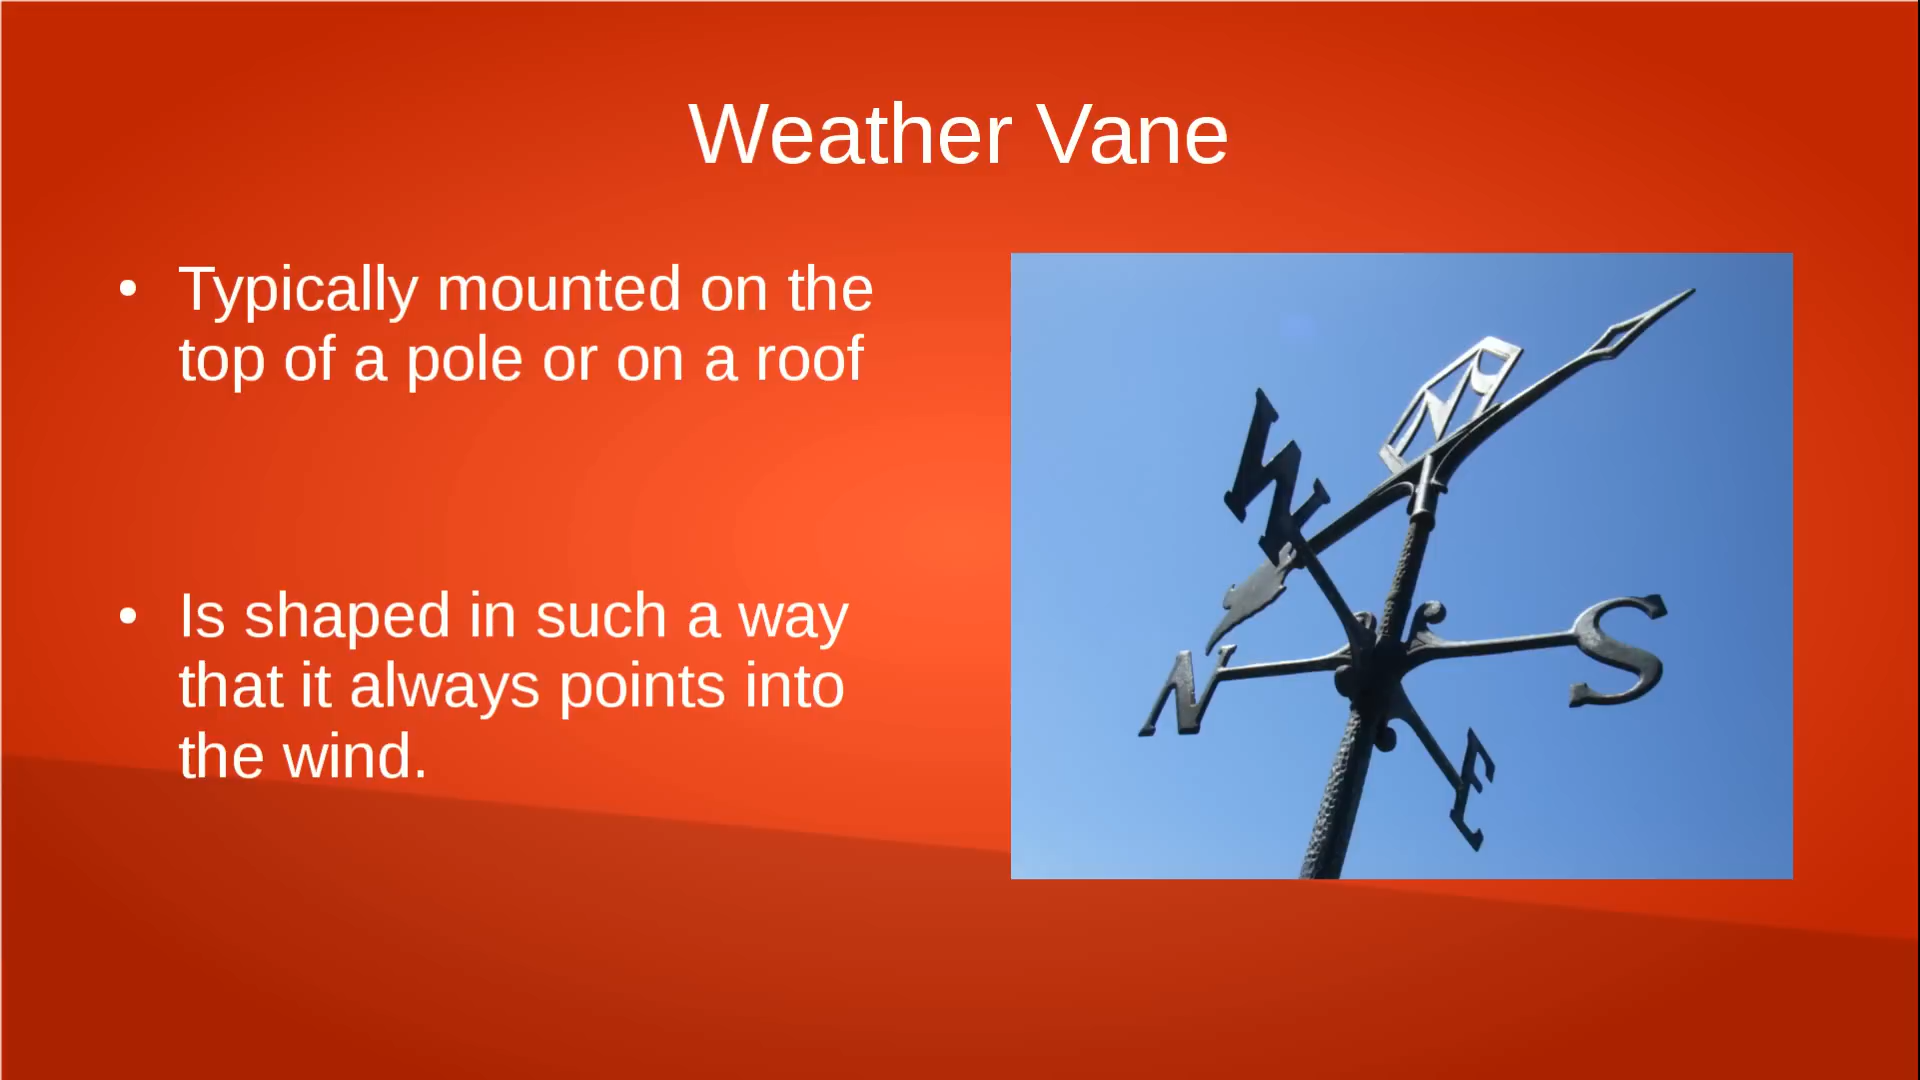 Weather Vane
• Typically mounted on the
top of a pole or on a roof
• Is shaped in such a way
that it always points into
the wind.
W
N
S
E